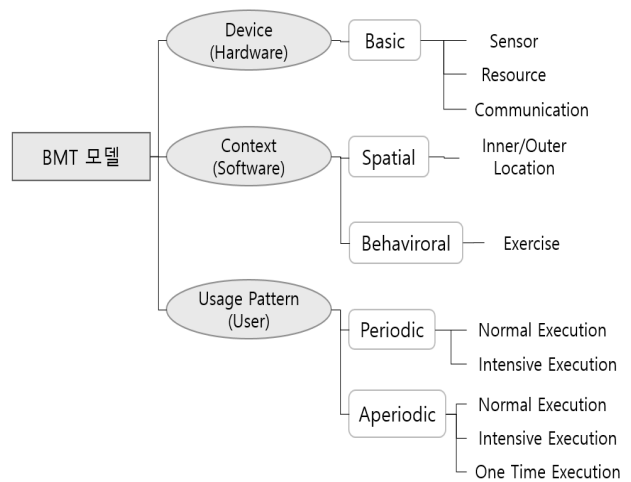 BMT 모델
Device
(Hardware)
Basic
Sensor
Resource
Communication
Context
(Software)
Spatial
Inner/Outer
Location
Behaviroral
Exercise
Usage Pattern
(User)
Periodic
Normal Execution
Intensive Execution
Aperiodic
Normal Execution
Intensive Execution
One Time Execution